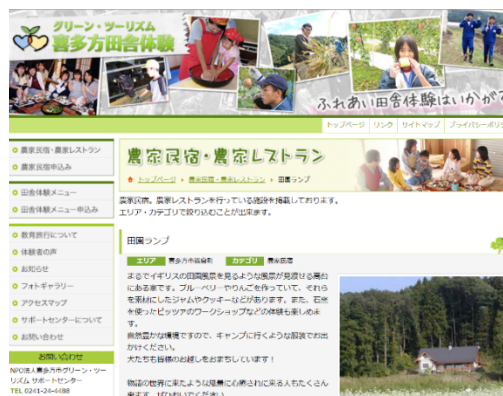 グリーン・ツーリズム
喜多方田舎体験
ふれあい田舎体験はいかが
トップページ
リンク
サイトマップ
プライバシーポリシ
農家民宿・農家レストラン
農家民宿申込み
田舎体験メニュー
田舎体験メニュー申込み
教育旅行について
体験者の声
お知らせ
フォトギャラリー
アクセスマップ
サポートセンターについて
お問い合わせ
お問い合わせ
NPO法人喜多方市グリーン・ツー
リズム サポートセンター
TEL 0241-24-4488
農家民宿・農家レストラン
トップページ › 農家民宿・農家レストラン › 田園ランプ
農家民宿。農家レストランを行っている施設を掲載しております。
エリア・カテゴリで絞り込むことが出来ます。
田園ランプ
エリア 喜多方市熱塩町 カテゴリ 農家民宿
まるでイギリスの田園風景を見るような風景が見渡せる高台
にある家です。ブルーベリーやりんごを作っていて、それら
を素材にしたジャムやクッキーなどがあります。また、石窯
を使ったピッツアのワークショップなどの体験も楽しめま
す。
自然豊かな環境ですので、キャンプに行くような服装でお出
かけください。
犬たちも皆様のお越しをおまちしています！
物語の世界に来たような風景に心癒されに来る人もたくさん